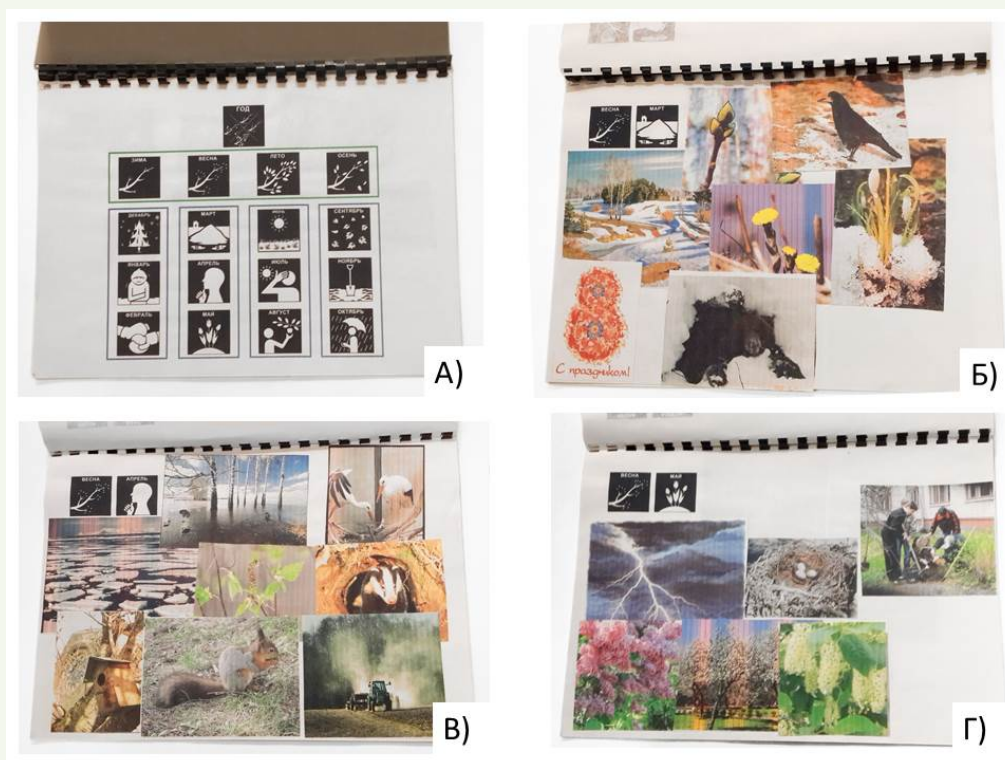 ГОД
ЗИМА ВЕСНА ЛЕТО ОСЕНЬ
ДЕКАБРЬ МАРТ ИЮНЬ СЕНТЯБРЬ
ЯНВАРЬ АПРЕЛЬ ИЮЛЬ НОЯБРЬ
ФЕВРАЛЬ МАЙ АВГУСТ ОКТЯБРЬ
А)
ВЕСНА МАРТ
С праздником!
Б)
ВЕСНА АПРЕЛЬ
В)
ВЕСНА МАЙ
Г)